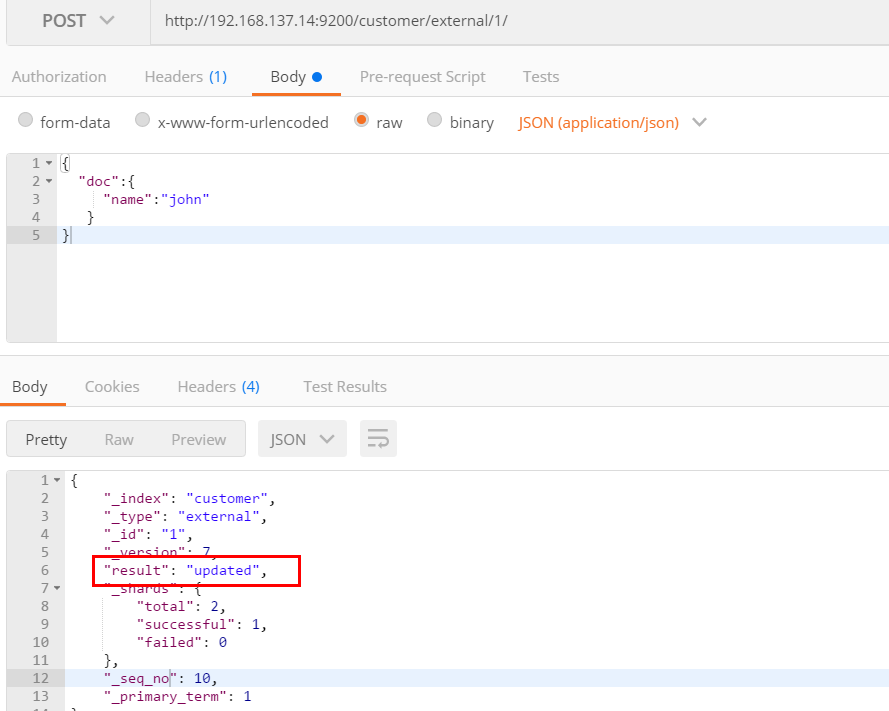 POST http://192.168.137.14:9200/customer/external/1/
Authorization Headers (1) Body Pre-request Script Tests
form-data x-www-form-urlencoded raw binary JSON (application/json)
1 {
2 "doc":{
3 "name":"john"
4 }
5 }
Body Cookies Headers (4) Test Results
Pretty Raw Preview JSON
1 {
2 "_index": "customer",
3 "_type": "external",
4 "_id": "1",
5 "_version": 7,
6 "result": "updated",
7 "_shards": {
8 "total": 2,
9 "successful": 1,
10 "failed": 0
11 },
12 "_seq_no": 10,
13 "_primary_term": 1